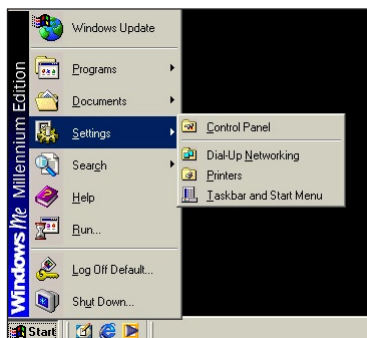 Windows Me Millennium Edition
Windows Update
Programs
Documents
Settings
Search
Help
Run...
Log Off Default...
Shut Down...
Control Panel
Dial-Up Networking
Printers
Taskbar and Start Menu
Start